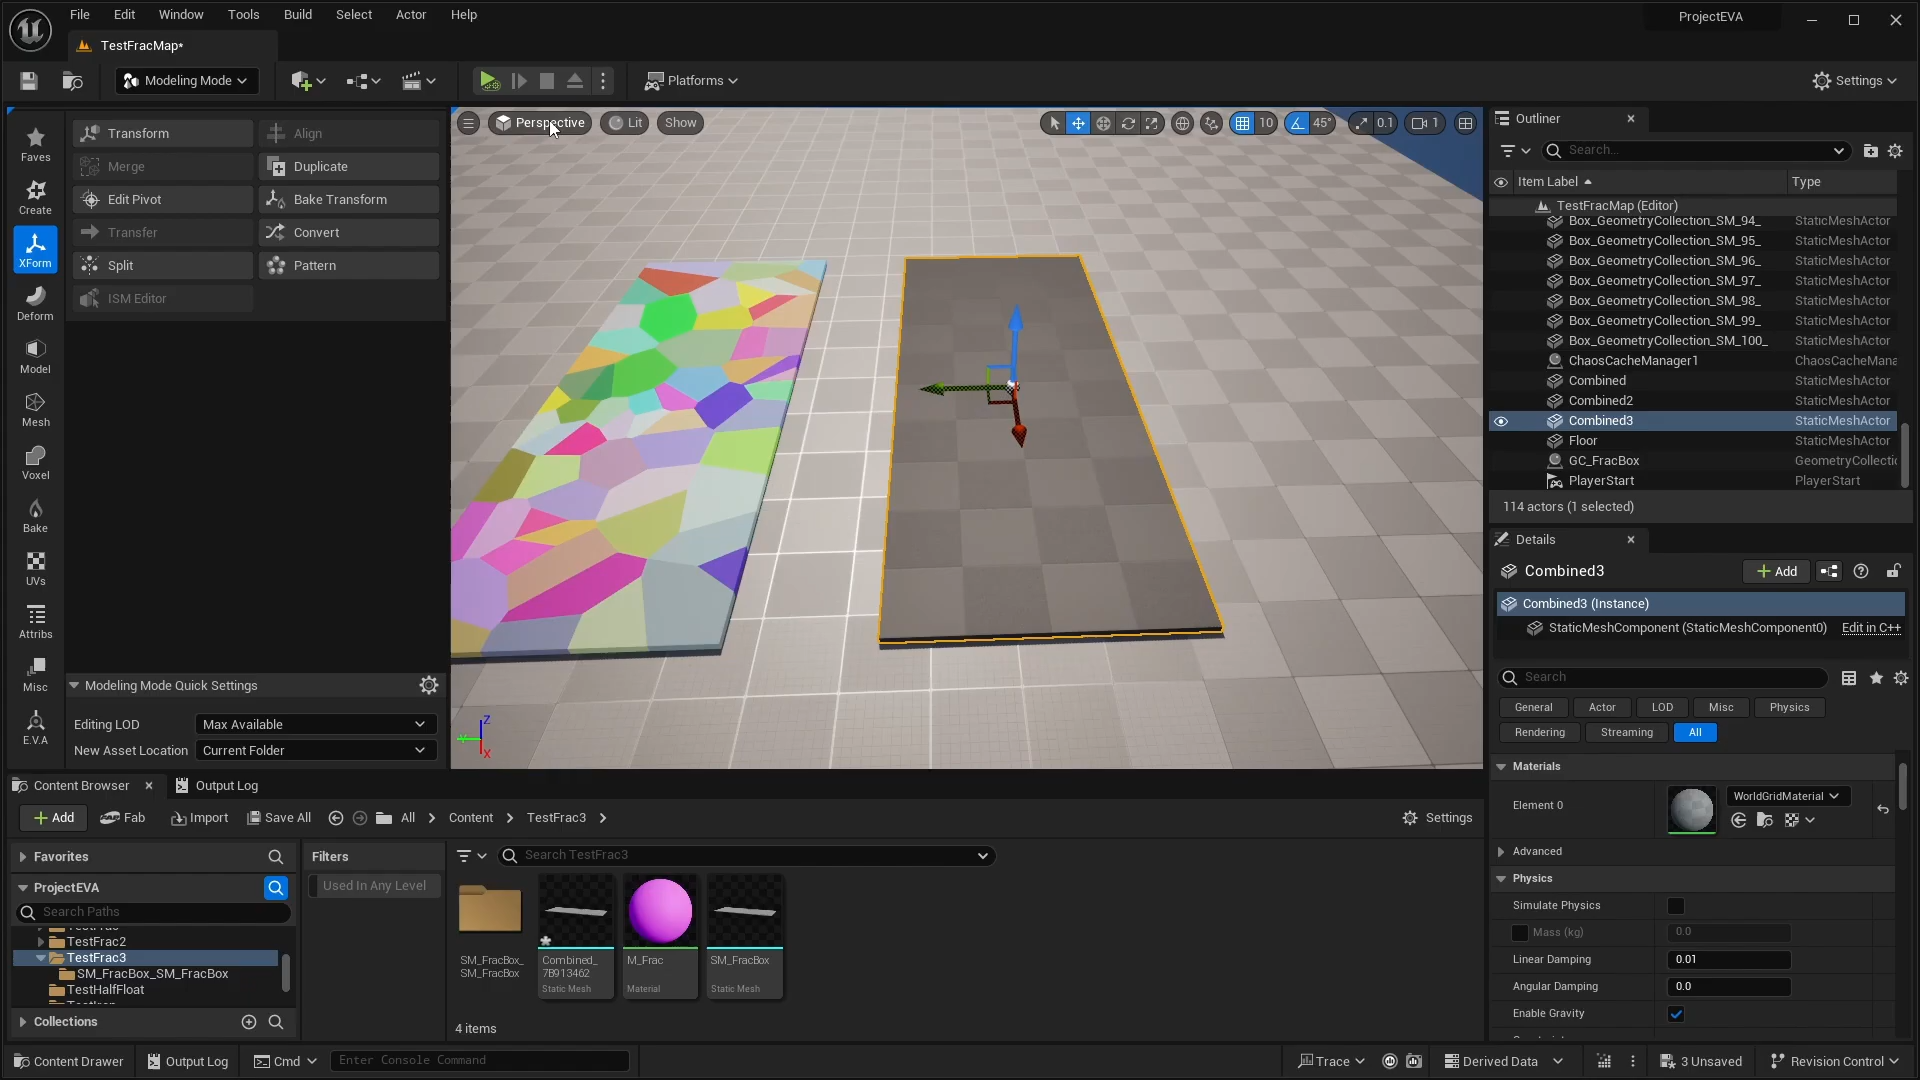 File Edit Window Tools Build Select Actor Help
ProjectEVA
TestFracMap*
Modeling Mode
Platforms
Settings
Faves
Create
XForm
Deform
Model
Mesh
Voxel
Bake
UVs
Attribs
Misc
E.V.A
Transform Align
Merge Duplicate
Edit Pivot Bake Transform
Transfer Convert
Split Pattern
ISM Editor
Modeling Mode Quick Settings
Editing LOD Max Available
New Asset Location Current Folder
Perspective Lit Show
10 45° 0.1 1
Z
X
Outliner
Search...
Item Label Type
TestFracMap (Editor)
Box_GeometryCollection_SM_94_ StaticMeshActor
Box_GeometryCollection_SM_95_ StaticMeshActor
Box_GeometryCollection_SM_96_ StaticMeshActor
Box_GeometryCollection_SM_97_ StaticMeshActor
Box_GeometryCollection_SM_98_ StaticMeshActor
Box_GeometryCollection_SM_99_ StaticMeshActor
Box_GeometryCollection_SM_100_ StaticMeshActor
ChaosCacheManager1 ChaosCacheMana
Combined StaticMeshActor
Combined2 StaticMeshActor
Combined3 StaticMeshActor
Floor StaticMeshActor
GC_FracBox GeometryCollectic
PlayerStart PlayerStart
114 actors (1 selected)
Details
Combined3 Add
Combined3 (Instance)
StaticMeshComponent (StaticMeshComponent0) Edit in C++
Search
General Actor LOD Misc Physics
Rendering Streaming All
Materials
Element 0 WorldGridMaterial
Advanced
Physics
Simulate Physics
Mass (kg) 0.0
Linear Damping 0.01
Angular Damping 0.0
Enable Gravity
Content Browser Output Log
Add Fab Import Save All All Content TestFrac3 Settings
Favorites
ProjectEVA
Search Paths
TestFrac2
TestFrac3
SM_FracBox_SM_FracBox
TestHalfFloat
Collections
Filters
Used In Any Level
Search TestFrac3
SM_FracBox_
SM_FracBox
Combined_
7B913462
Static Mesh
M_Frac
Material
SM_FracBox
Static Mesh
4 items
Content Drawer Output Log Cmd Enter Console Command Trace Derived Data 3 Unsaved Revision Control